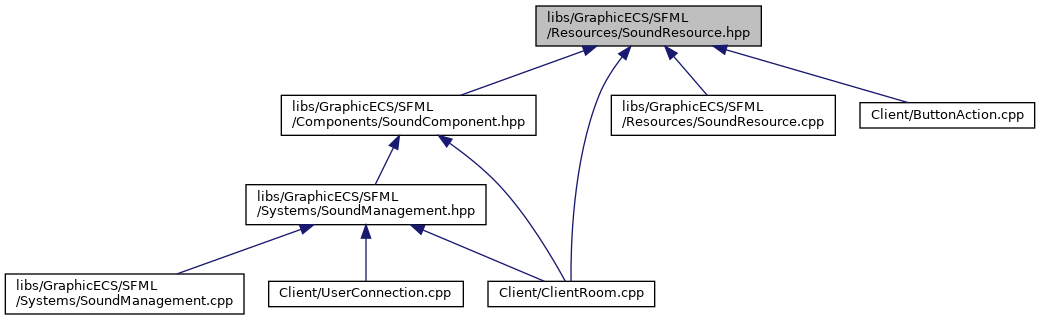 libs/GraphicECS/SFML
/Resources/SoundResource.hpp
libs/GraphicECS/SFML
/Components/SoundComponent.hpp
libs/GraphicECS/SFML
/Resources/SoundResource.cpp
Client/ButtonAction.cpp
libs/GraphicECS/SFML
/Systems/SoundManagement.hpp
libs/GraphicECS/SFML
/Systems/SoundManagement.cpp
Client/UserConnection.cpp
Client/ClientRoom.cpp